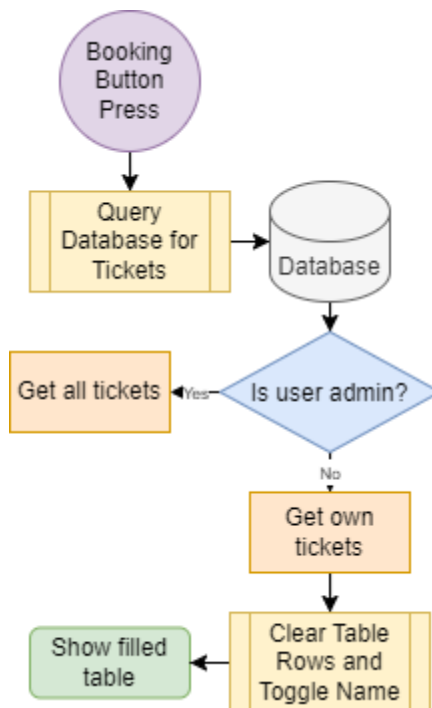 Booking
Button
Press
Query
Database for
Tickets
Database
Is user admin?
Yes
Get all tickets
No
Get own
tickets
Clear Table
Rows and
Toggle Name
Show filled
table